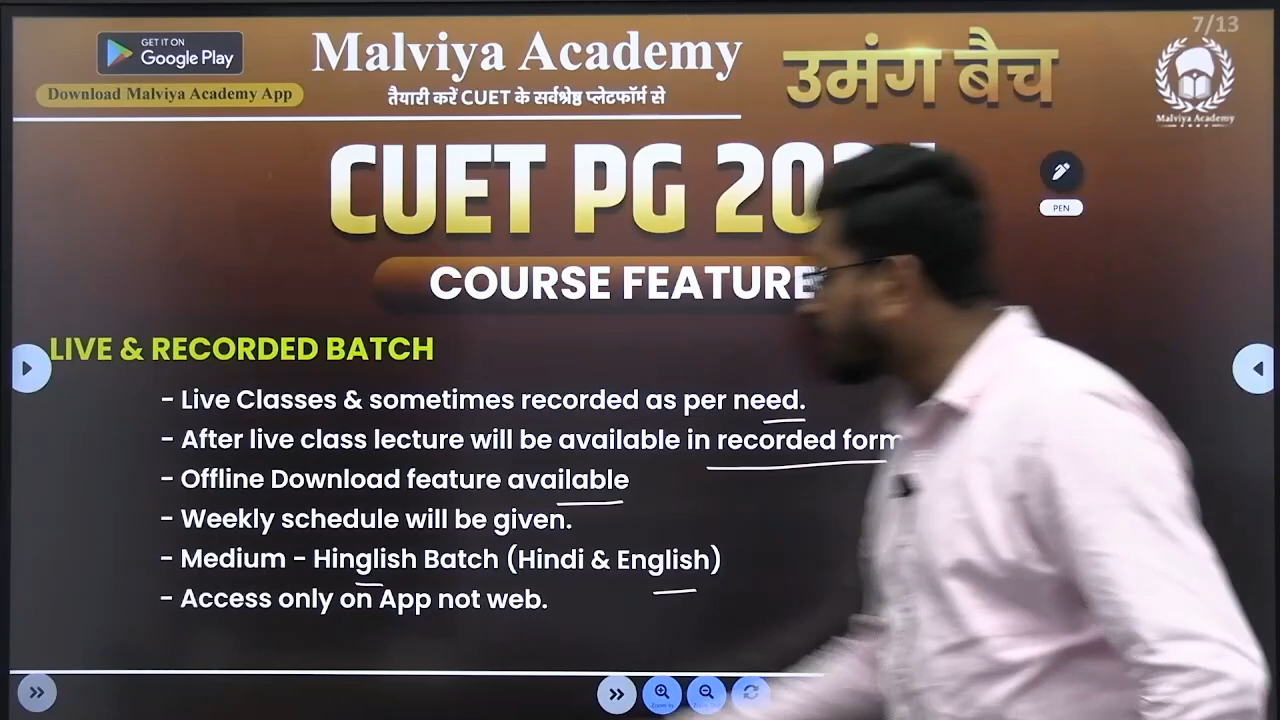 7/13
GET IT ON
Google Play
Malviya Academy
उमंग बैच
Download Malviya Academy App
तैयारी करें CUET के सर्वश्रेष्ठ प्लेटफॉर्म से
Malviya Academy
CUET PG
PEN
COURSE FEATURE
LIVE & RECORDED BATCH
- Live Classes & sometimes recorded as per need.
- After live class lecture will be available in recorded form
- Offline Download feature available
- Weekly schedule will be given.
- Medium - Hinglish Batch (Hindi & English)
- Access only on App not web.
Zoom In